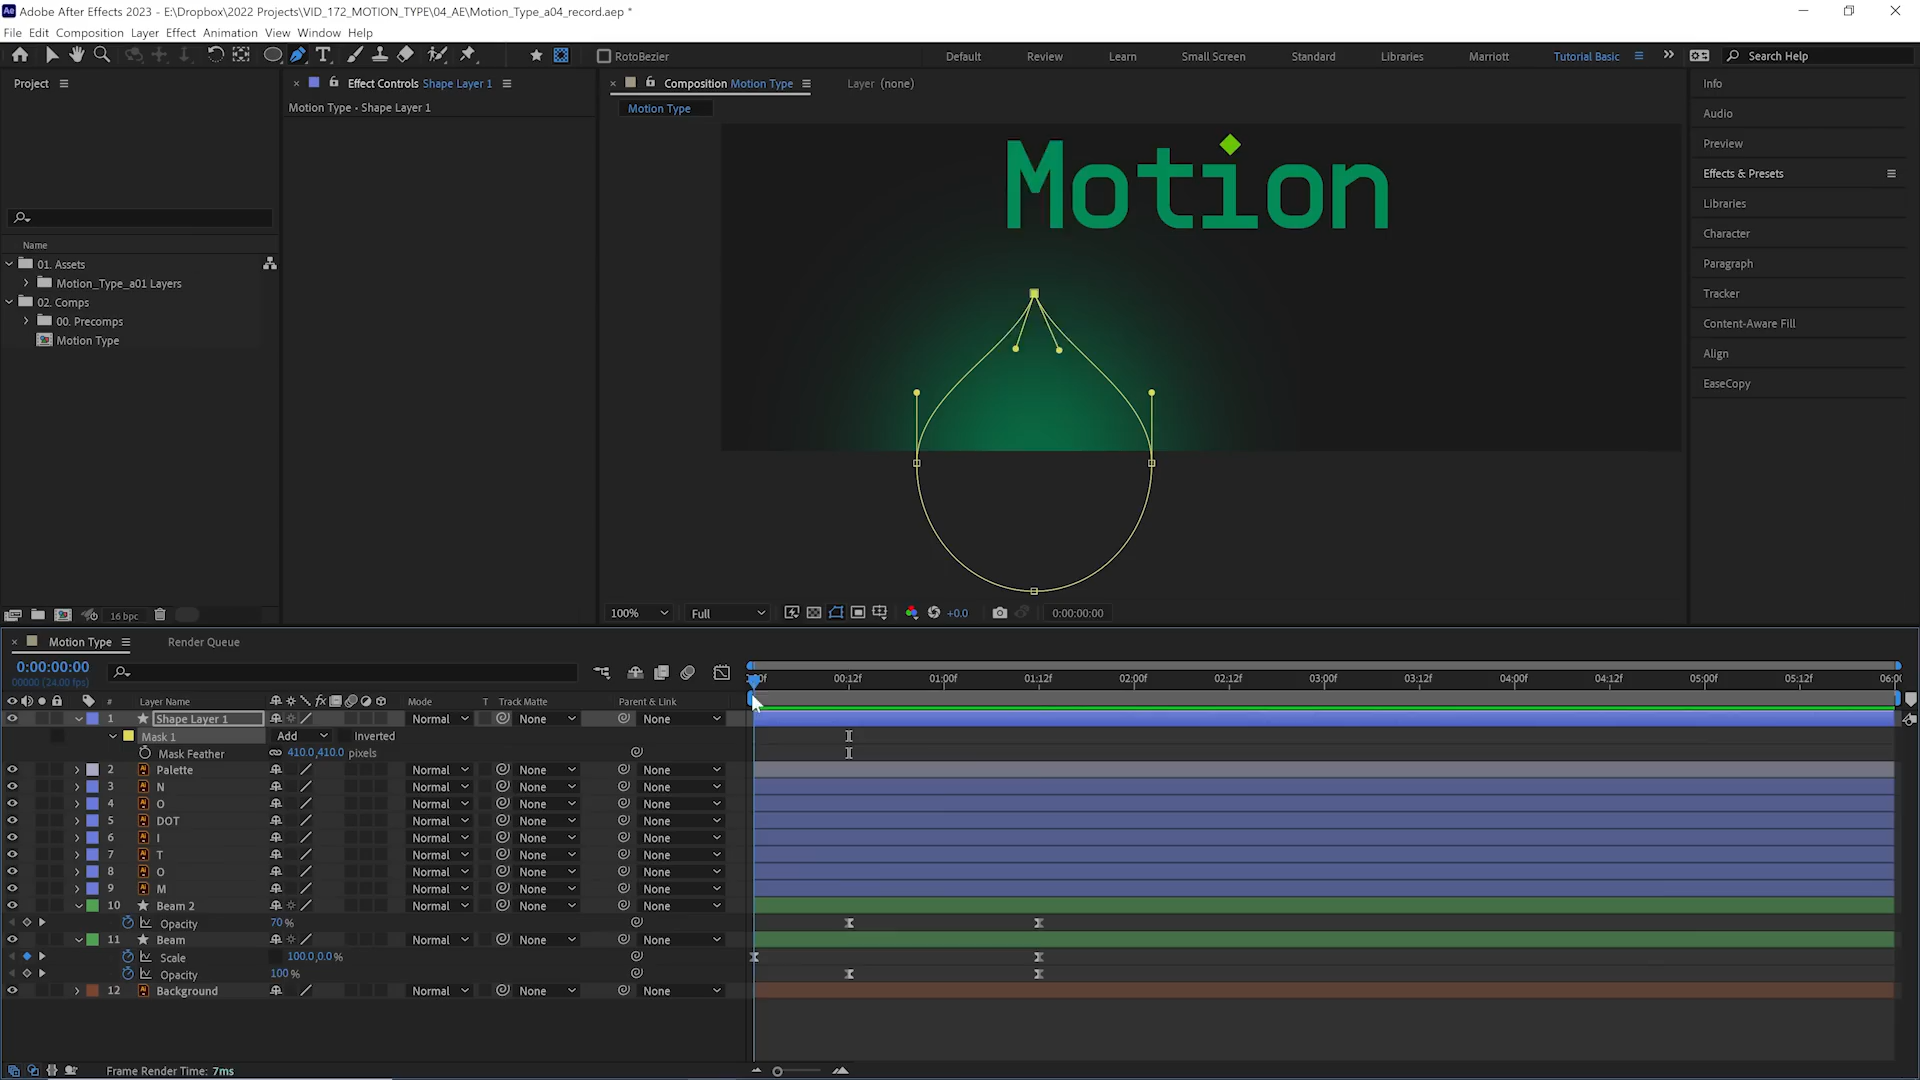 Adobe After Effects 2023 - E:\Dropbox\2022 Projects\VID_172_MOTION_TYPE\04_AE\Motion_Type_a04_record.aep *
File Edit Composition Layer Effect Animation View Window Help
RotoBezier Default Review Learn Small Screen Standard Libraries Marriott Tutorial Basic Search Help
Project
Effect Controls Shape Layer 1
Motion Type - Shape Layer 1
Composition Motion Type
Layer (none)
Motion Type
Name
01. Assets
Motion_Type_a01 Layers
02. Comps
00. Precomps
Motion Type
16 bpc
Motion
100% Full +0.0 0:00:00:00
Info
Audio
Preview
Effects & Presets
Libraries
Character
Paragraph
Tracker
Content-Aware Fill
Align
EaseCopy
Motion Type Render Queue
0:00:00:00
00000 (24.00 fps)
00:12f 01:00f 01:12f 02:00f 02:12f 03:00f 03:12f 04:00f 04:12f 05:00f 05:12f
# Layer Name Mode T Track Matte Parent & Link
1 Shape Layer 1 Normal None None
Mask 1 Add Inverted
Mask Feather 410.0,410.0 pixels
2 Palette Normal None None
3 N Normal None None
4 O Normal None None
5 DOT Normal None None
6 I Normal None None
7 T Normal None None
8 O Normal None None
9 M Normal None None
10 Beam 2 Normal None None
Opacity 70 %
11 Beam Normal None None
Scale 100.0,0.0 %
Opacity 100 %
12 Background Normal None None
Frame Render Time: 7ms